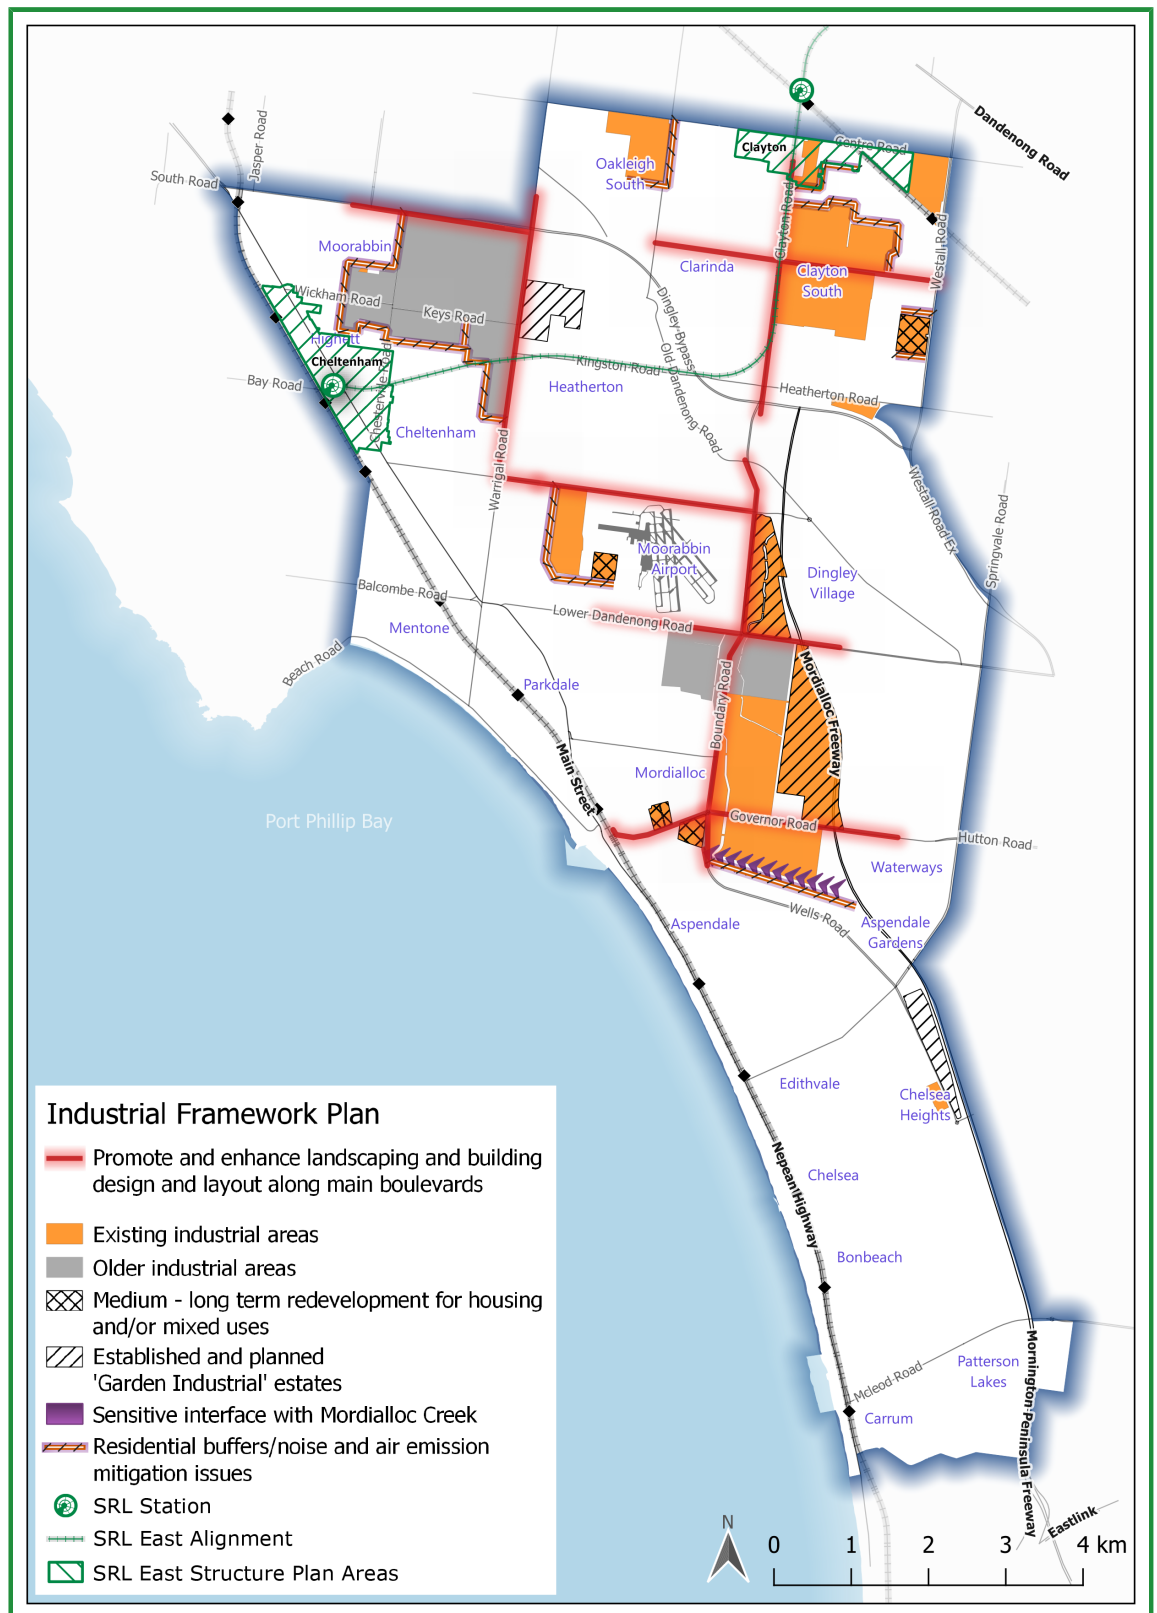 Dandenong Road
Jasper Road
Centre Road
Clayton
South Road
Oakleigh
South
Clayton Road
Westall Road
Moorabbin
Clarinda
Clayton
South
Wickham Road
Keys Road
Dingley Bypass
Highett
Cheltenham
Chesterville Road
Bay Road
Kingston Road
Old Dandenong Road
Heatherton
Heatherton Road
Cheltenham
Warrigal Road
Westall Road Ex
Springvale Road
Moorabbin
Airport
Dingley
Village
Balcombe Road
Lower Dandenong Road
Mentone
Beach Road
Parkdale
Boundary Road
Mordialloc Freeway
Main Street
Mordialloc
Port Phillip Bay
Governor Road
Hutton Road
Waterways
Wells Road
Aspendale
Aspendale
Gardens
Edithvale
Chelsea
Heights
Nepean Highway
Chelsea
Bonbeach
Patterson
Lakes
Mcleod Road
Carrum
Mornington Peninsula Freeway
Eastlink
Industrial Framework Plan
Promote and enhance landscaping and building
design and layout along main boulevards
Existing industrial areas
Older industrial areas
Medium - long term redevelopment for housing
and/or mixed uses
Established and planned
'Garden Industrial' estates
Sensitive interface with Mordialloc Creek
Residential buffers/noise and air emission
mitigation issues
SRL Station
SRL East Alignment
SRL East Structure Plan Areas
N
0 1 2 3 4 km